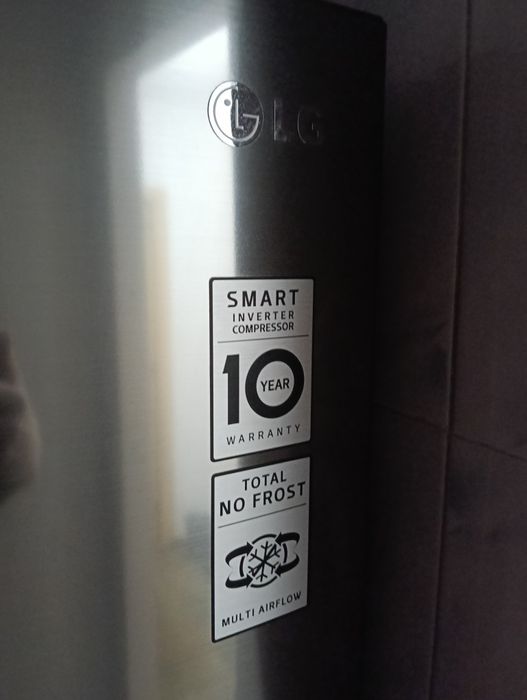 LG
SMART
INVERTER
COMPRESSOR
10
YEAR
WARRANTY
TOTAL
NO FROST
MULTI AIRFLOW